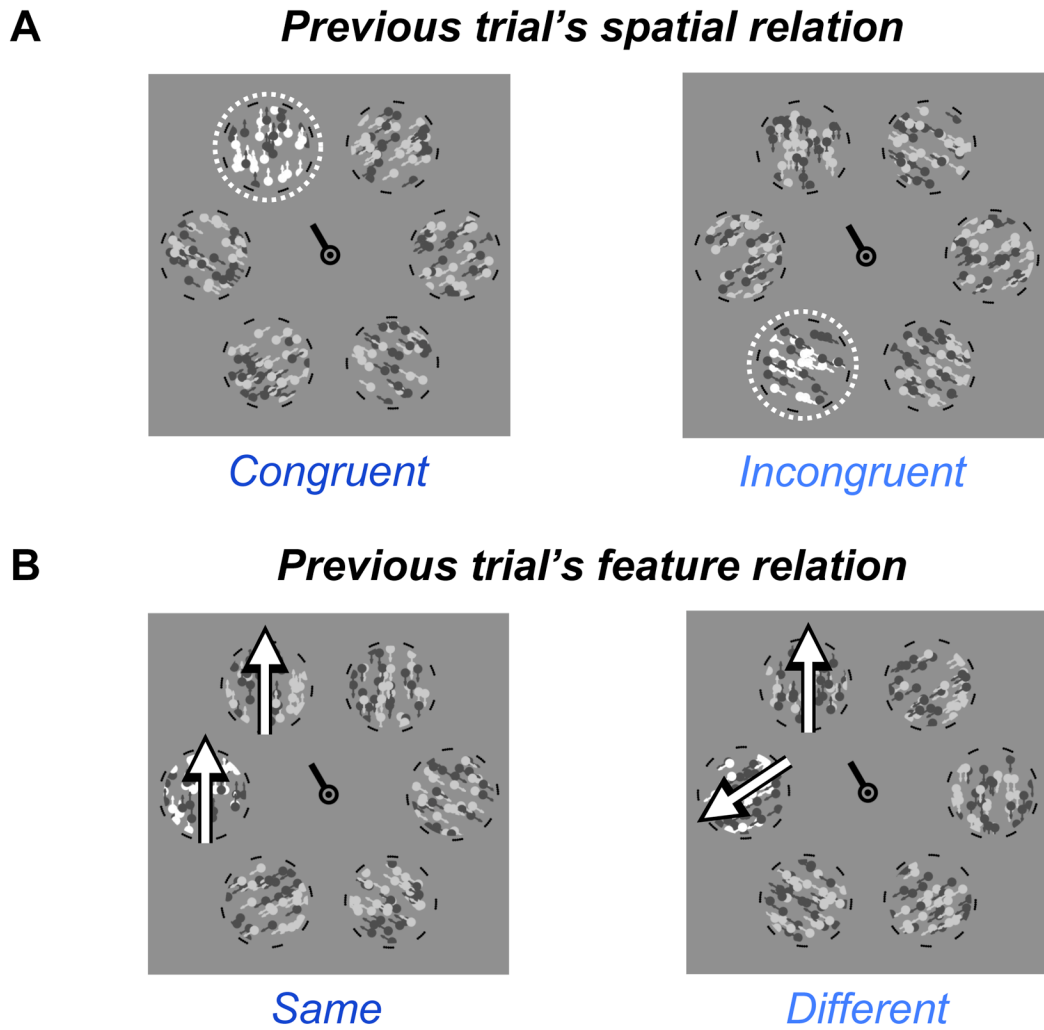 A
Previous trial's spatial relation
Congruent
Incongruent
B
Previous trial's feature relation
Same
Different